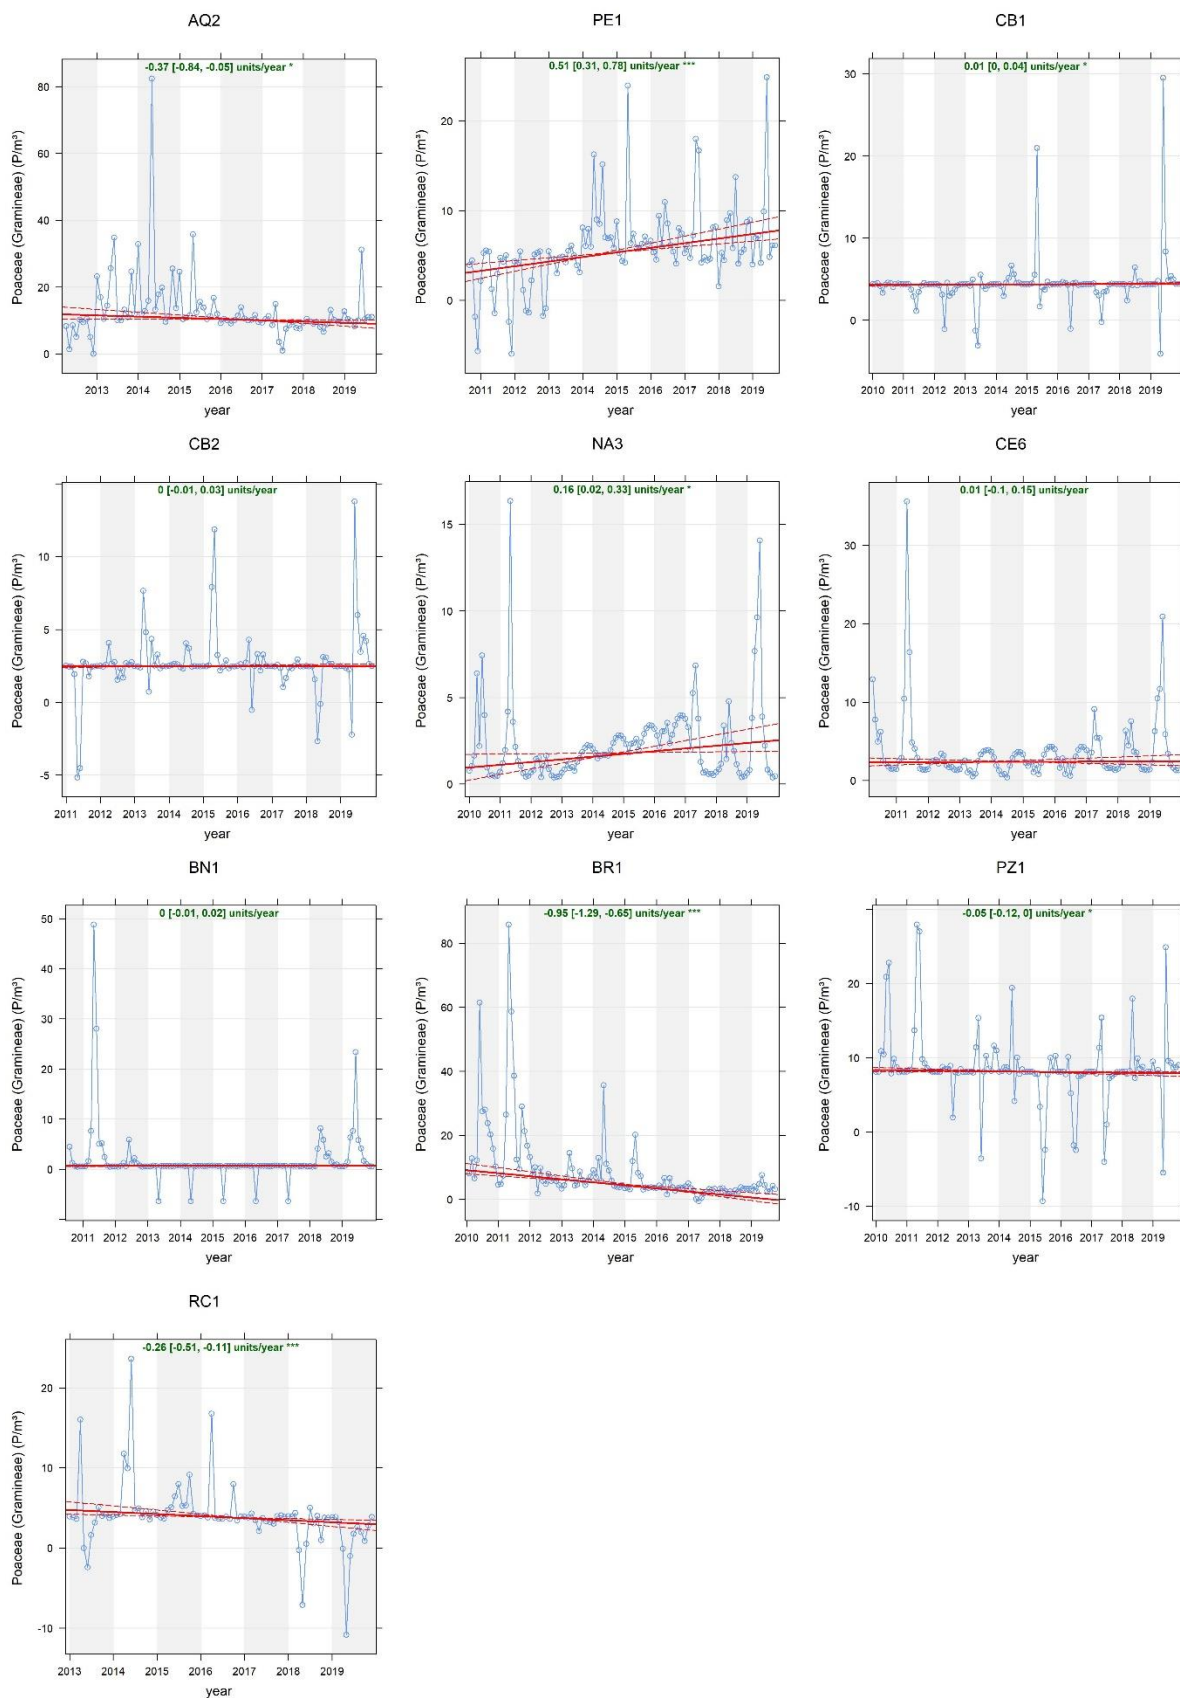 AQ2
-0.37 [-0.84, -0.05] units/year *
Poaceae (Gramineae) (P/m³)
80
60
40
20
0
2013 2014 2015 2016 2017 2018 2019
year
PE1
0.51 [0.31, 0.78] units/year ***
Poaceae (Gramineae) (P/m³)
20
10
0
2011 2012 2013 2014 2015 2016 2017 2018 2019
year
CB1
0.01 [0, 0.04] units/year *
Poaceae (Gramineae) (P/m³)
30
20
10
0
2010 2011 2012 2013 2014 2015 2016 2017 2018 2019
year
CB2
0 [-0.01, 0.03] units/year
Poaceae (Gramineae) (P/m³)
10
5
0
-5
2011 2012 2013 2014 2015 2016 2017 2018 2019
year
NA3
0.16 [0.02, 0.33] units/year *
Poaceae (Gramineae) (P/m³)
15
10
5
0
2010 2011 2012 2013 2014 2015 2016 2017 2018 2019
year
CE6
0.01 [-0.1, 0.15] units/year
Poaceae (Gramineae) (P/m³)
30
20
10
0
2011 2012 2013 2014 2015 2016 2017 2018 2019
year
BN1
0 [-0.01, 0.02] units/year
Poaceae (Gramineae) (P/m³)
50
40
30
20
10
0
2011 2012 2013 2014 2015 2016 2017 2018 2019
year
BR1
-0.95 [-1.29, -0.65] units/year ***
Poaceae (Gramineae) (P/m³)
80
60
40
20
0
2010 2011 2012 2013 2014 2015 2016 2017 2018 2019
year
PZ1
-0.05 [-0.12, 0] units/year *
Poaceae (Gramineae) (P/m³)
20
10
0
-10
2010 2011 2012 2013 2014 2015 2016 2017 2018 2019
year
RC1
-0.26 [-0.51, -0.11] units/year ***
Poaceae (Gramineae) (P/m³)
20
10
0
-10
2013 2014 2015 2016 2017 2018 2019
year